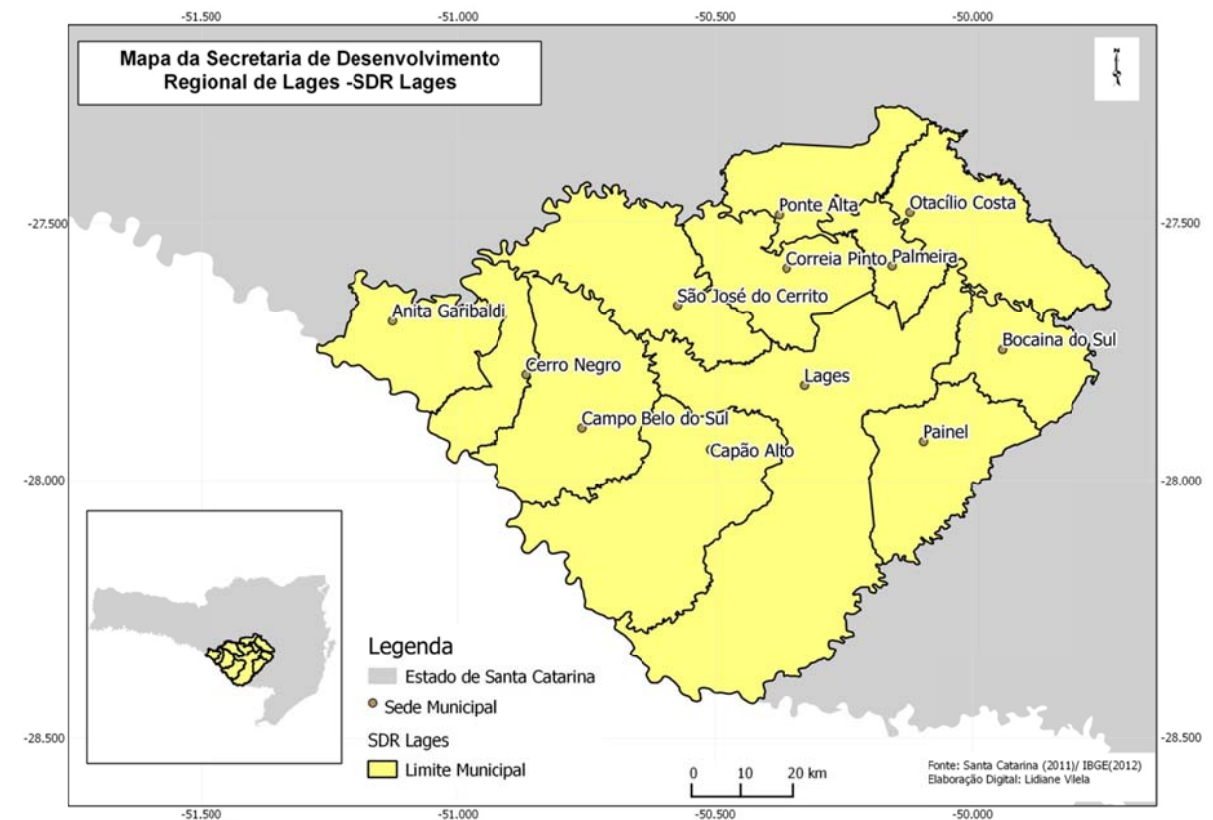 -51.500
-51.000
-50.500
-50.000
Mapa da Secretaria de Desenvolvimento
Regional de Lages -SDR Lages
N
-27.500
-27.500
Ponte Alta
Otacílio Costa
Correia Pinto
Palmeira
São José do Cerrito
Anita Garibaldi
Bocaina do Sul
Cerro Negro
Lages
Campo Belo do Sul
Painel
Capão Alto
-28.000
-28.000
Legenda
Estado de Santa Catarina
Sede Municipal
SDR Lages
Limite Municipal
-28.500
-28.500
0 10 20 km
Fonte: Santa Catarina (2011)/ IBGE(2012)
Elaboração Digital: Lidiane Vilela
-51.500
-51.000
-50.500
-50.000